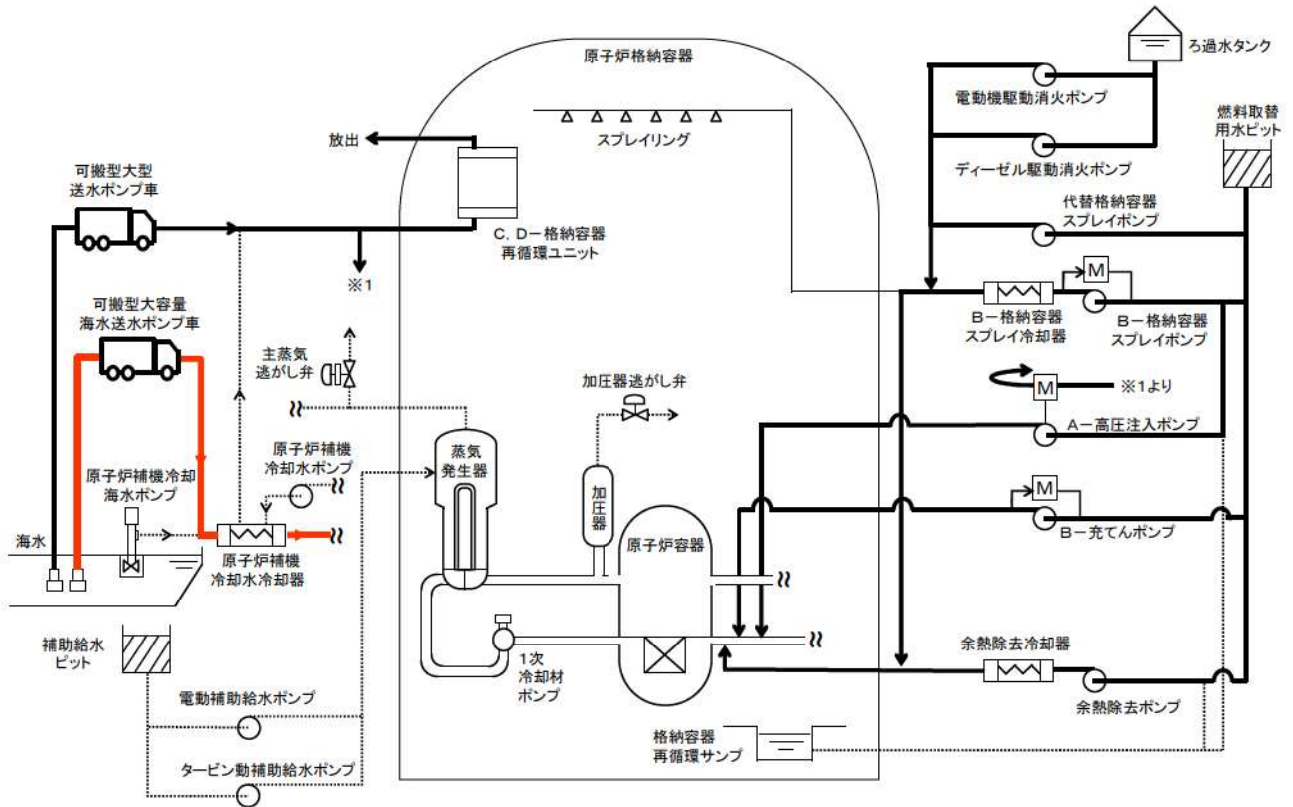 原子炉格納容器
スプレイリング
放出
C，D－格納容器
再循環ユニット
※1
可搬型大型
送水ポンプ車
可搬型大容量
海水送水ポンプ車
主蒸気
逃がし弁
原子炉補機
冷却水ポンプ
原子炉補機冷却
海水ポンプ
海水
原子炉補機
冷却水冷却器
補助給水
ピット
電動補助給水ポンプ
タービン動補助給水ポンプ
蒸気
発生器
加圧器逃がし弁
加圧器
原子炉容器
1次
冷却材
ポンプ
格納容器
再循環サンプ
ろ過水タンク
電動機駆動消火ポンプ
ディーゼル駆動消火ポンプ
燃料取替
用水ピット
代替格納容器
スプレイポンプ
M
B－格納容器
スプレイ冷却器
B－格納容器
スプレイポンプ
M
※1より
A－高圧注入ポンプ
M
B－充てんポンプ
余熱除去冷却器
余熱除去ポンプ